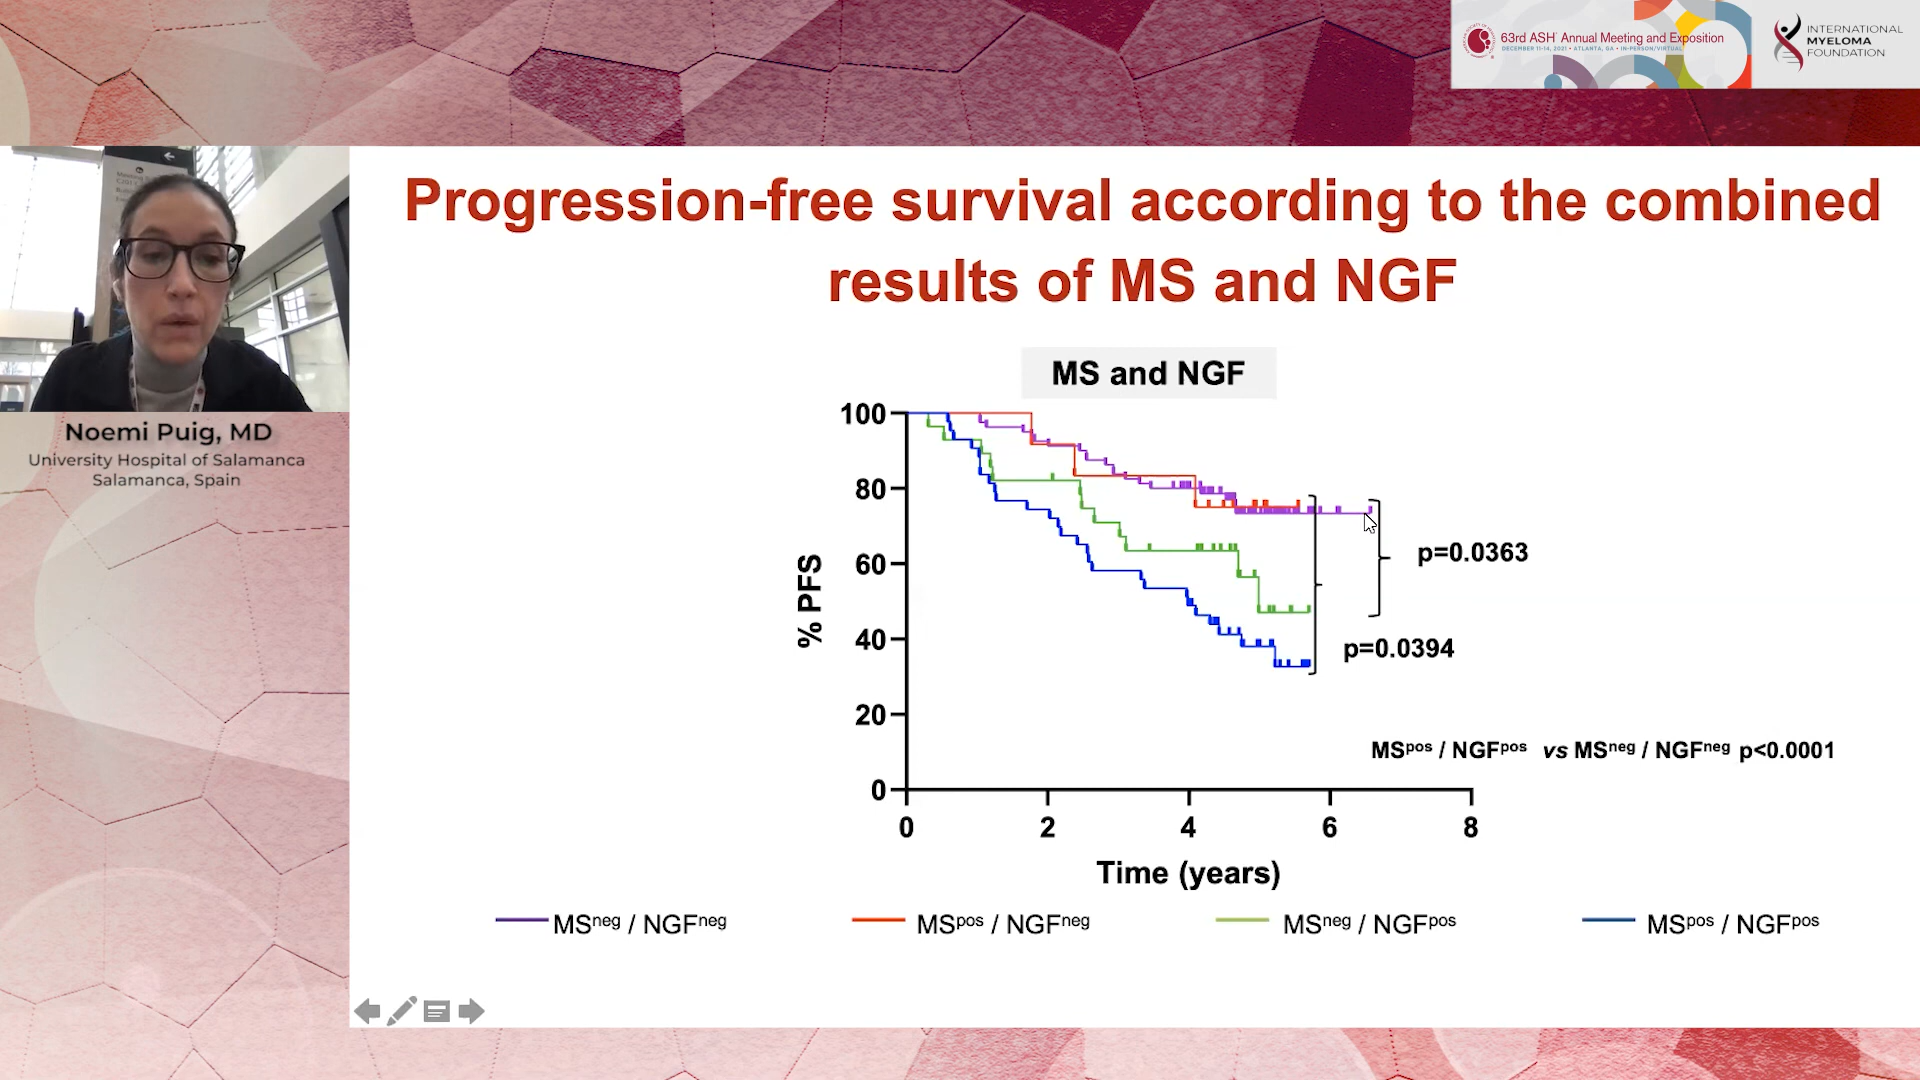 63rd ASH® Annual Meeting and Exposition
DECEMBER 11-14, 2021 • ATLANTA, GA • IN-PERSON/VIRTUAL
INTERNATIONAL
MYELOMA
FOUNDATION
Noemi Puig, MD
University Hospital of Salamanca
Salamanca, Spain
Progression-free survival according to the combined
results of MS and NGF
MS and NGF
100
80
60
40
20
0
% PFS
0 2 4 6 8
Time (years)
p=0.0363
p=0.0394
MSpos / NGFpos vs MSneg / NGFneg p<0.0001
MSneg / NGFneg
MSpos / NGFneg
MSneg / NGFpos
MSpos / NGFpos